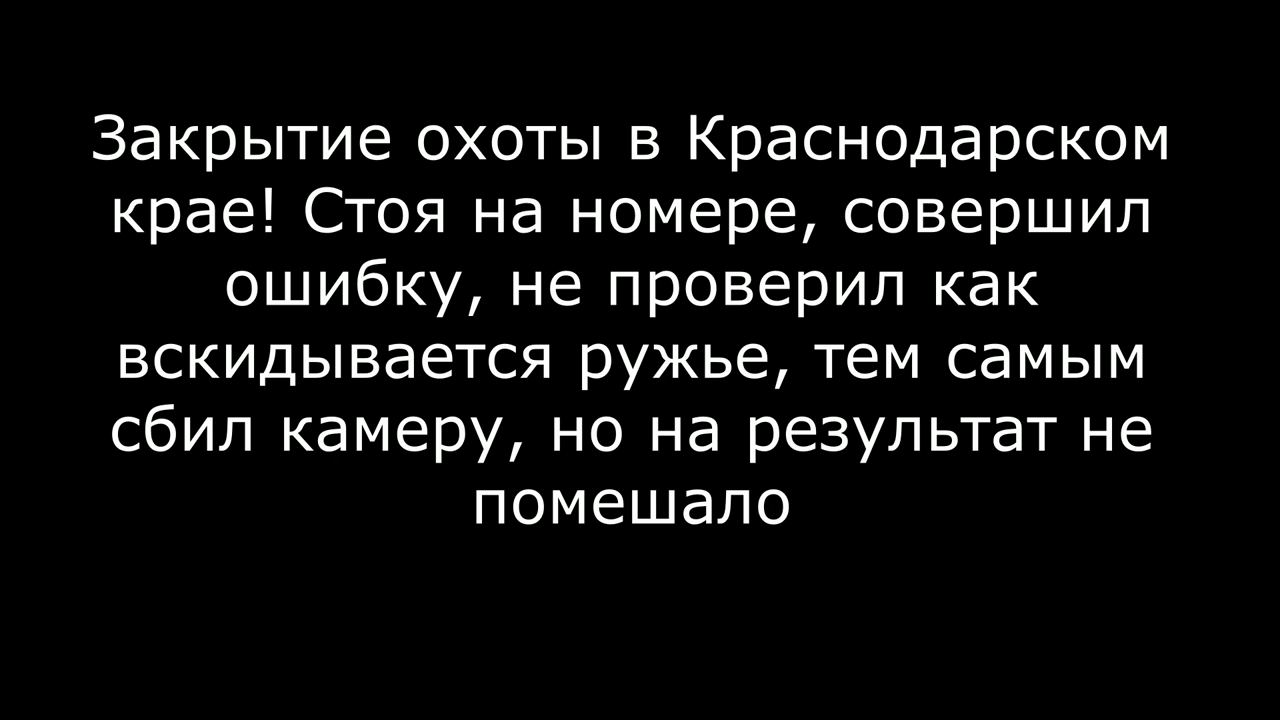 Закрытие охоты в Краснодарском
крае! Стоя на номере, совершил
ошибку, не проверил как
вскидывается ружье, тем самым
сбил камеру, но на результат не
помешало